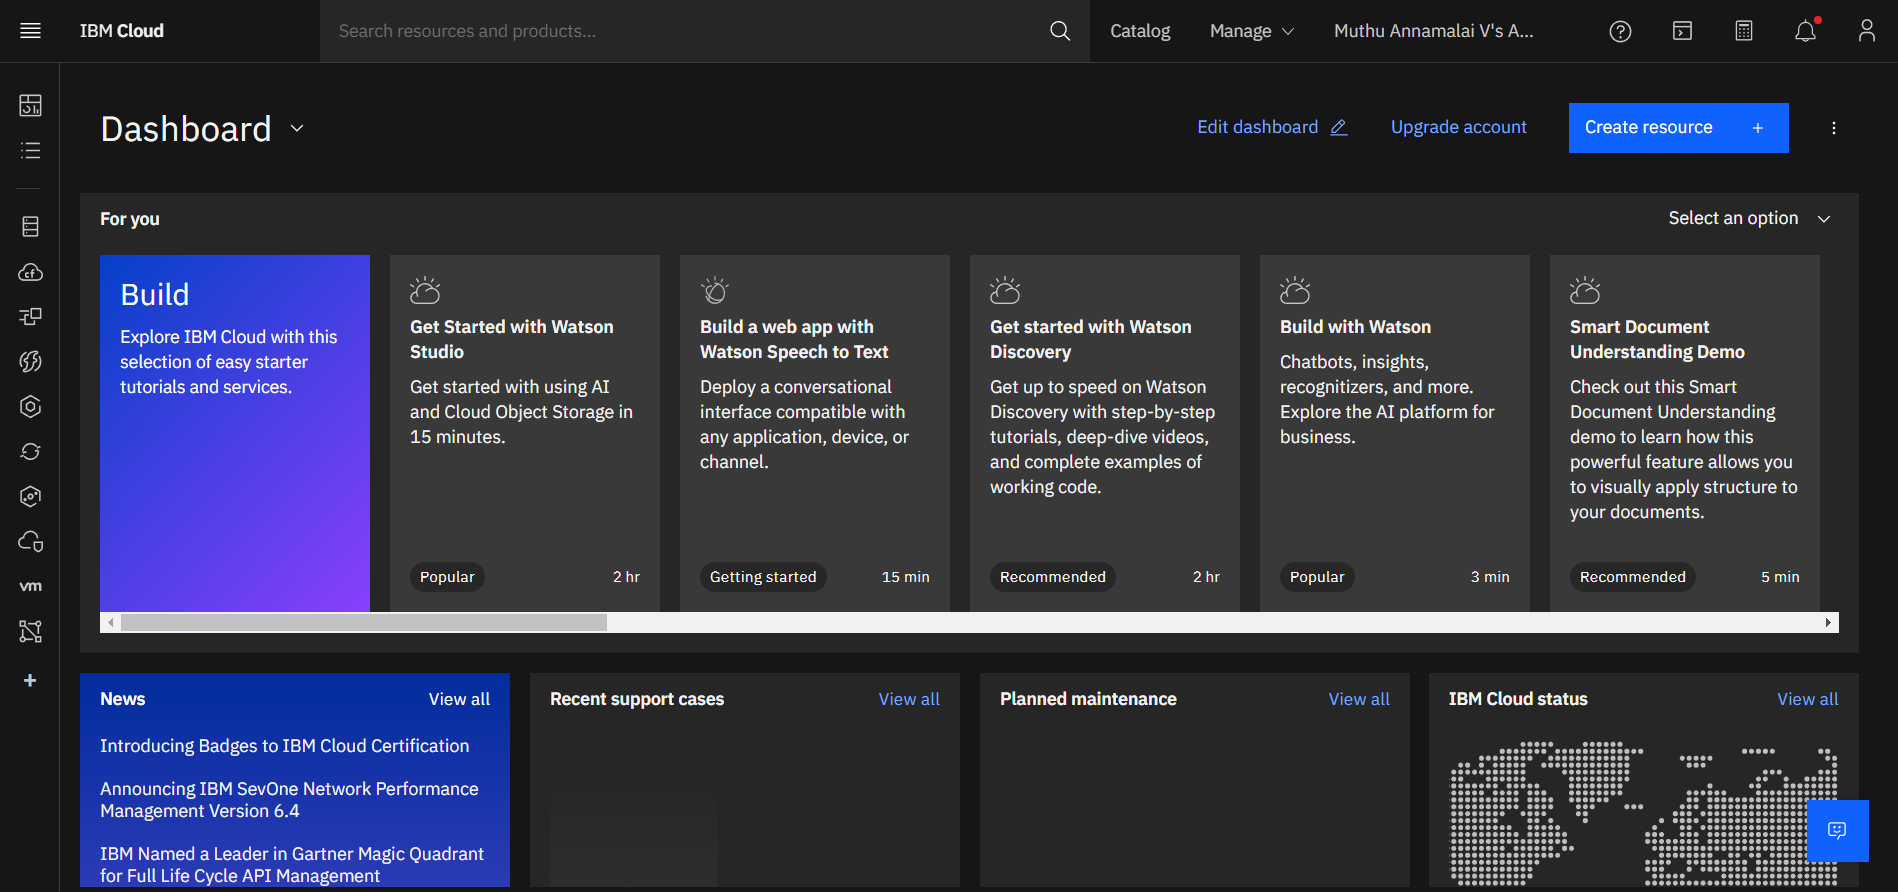 IBM Cloud
Search resources and products...
Catalog
Manage
Muthu Annamalai V's A...
Dashboard
Edit dashboard
Upgrade account
Create resource +
For you
Select an option
Build
Explore IBM Cloud with this
selection of easy starter
tutorials and services.
Get Started with Watson
Studio
Get started with using AI
and Cloud Object Storage in
15 minutes.
Popular
2 hr
Build a web app with
Watson Speech to Text
Deploy a conversational
interface compatible with
any application, device, or
channel.
Getting started
15 min
Get started with Watson
Discovery
Get up to speed on Watson
Discovery with step-by-step
tutorials, deep-dive videos,
and complete examples of
working code.
Recommended
2 hr
Build with Watson
Chatbots, insights,
recognitizers, and more.
Explore the AI platform for
business.
Popular
3 min
Smart Document
Understanding Demo
Check out this Smart
Document Understanding
demo to learn how this
powerful feature allows you
to visually apply structure to
your documents.
Recommended
5 min
cf
vm
News
View all
Introducing Badges to IBM Cloud Certification
Announcing IBM SevOne Network Performance
Management Version 6.4
IBM Named a Leader in Gartner Magic Quadrant
for Full Life Cycle API Management
Recent support cases
View all
Planned maintenance
View all
IBM Cloud status
View all